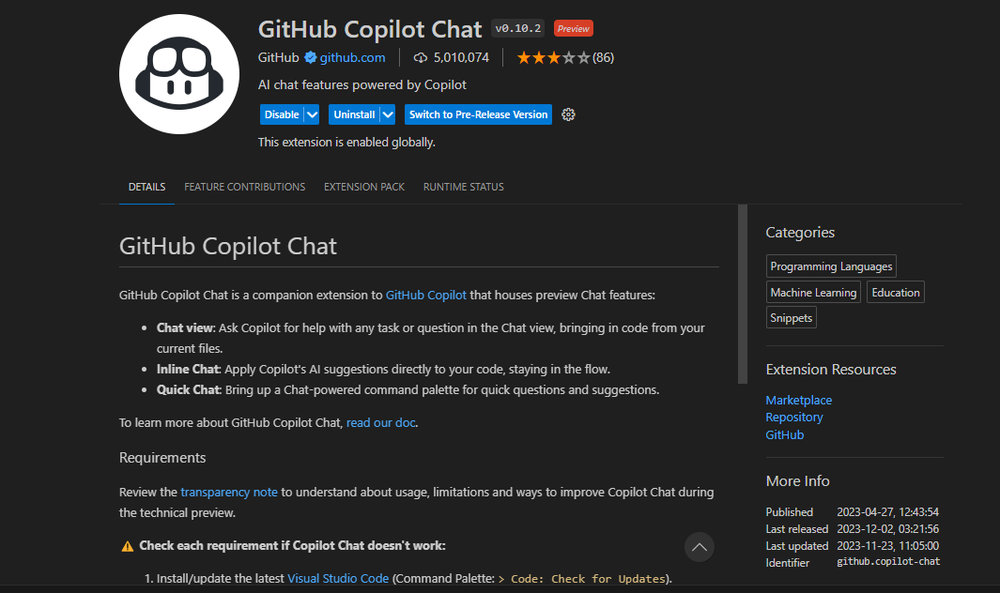 GitHub Copilot Chat v0.10.2 Preview
GitHub github.com 5,010,074 (86)
AI chat features powered by Copilot
Disable Uninstall Switch to Pre-Release Version
This extension is enabled globally.
DETAILS FEATURE CONTRIBUTIONS EXTENSION PACK RUNTIME STATUS
GitHub Copilot Chat
GitHub Copilot Chat is a companion extension to GitHub Copilot that houses preview Chat features:
• Chat view: Ask Copilot for help with any task or question in the Chat view, bringing in code from your
current files.
• Inline Chat: Apply Copilot's AI suggestions directly to your code, staying in the flow.
• Quick Chat: Bring up a Chat-powered command palette for quick questions and suggestions.
To learn more about GitHub Copilot Chat, read our doc.
Requirements
Review the transparency note to understand about usage, limitations and ways to improve Copilot Chat during
the technical preview.
⚠ Check each requirement if Copilot Chat doesn't work:
1. Install/update the latest Visual Studio Code (Command Palette: > Code: Check for Updates).
Categories
Programming Languages
Machine Learning Education
Snippets
Extension Resources
Marketplace
Repository
GitHub
More Info
Published 2023-04-27, 12:43:54
Last released 2023-12-02, 03:21:56
Last updated 2023-11-23, 11:05:00
Identifier github.copilot-chat